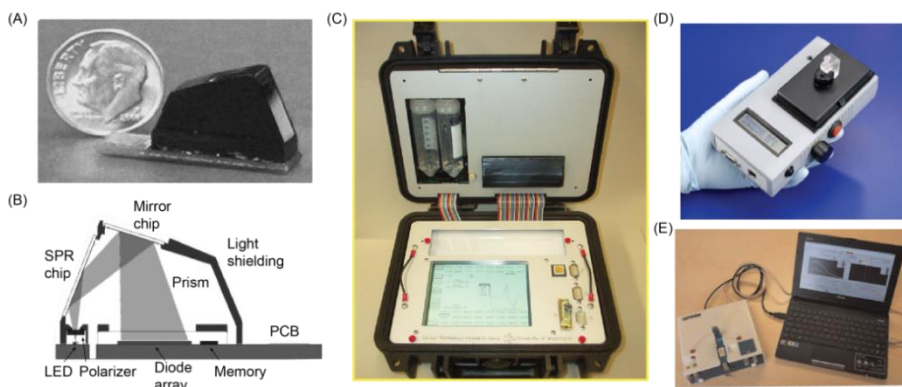 (A)
LIBERTY
(B)
Mirror
chip
SPR
chip
Light
shielding
Prism
PCB
LED
Polarizer
Diode
array
Memory
(C)
(D)
(E)